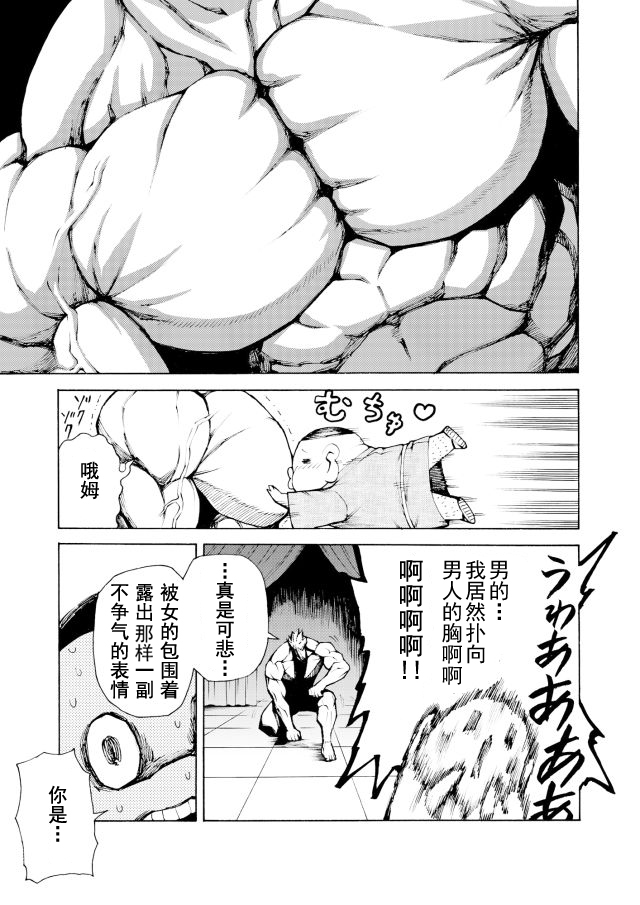 むちゅ♡
ゾク
ゾク
哦姆
うわあああああ
男的…
我居然扑向
男人的胸啊啊
啊啊啊啊!!
…真是可悲…
被女的包围着
露出那样一副
不争气的表情
你是…